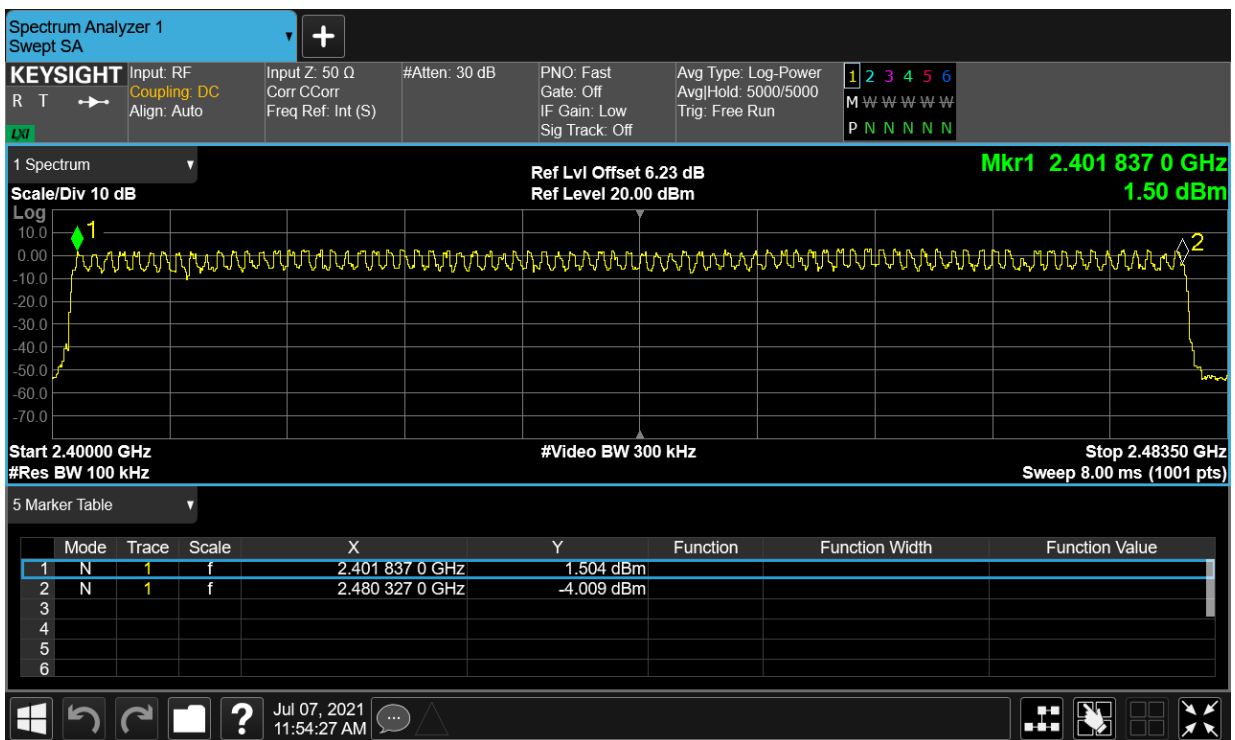 Spectrum Analyzer 1
Swept SA
+
KEYSIGHT
R T
LXI
Input: RF
Coupling: DC
Align: Auto
Input Z: 50 Ω
Corr CCorr
Freq Ref: Int (S)
#Atten: 30 dB
PNO: Fast
Gate: Off
IF Gain: Low
Sig Track: Off
Avg Type: Log-Power
Avg|Hold: 5000/5000
Trig: Free Run
1 2 3 4 5 6
M W W W W W
P N N N N N
1 Spectrum
Scale/Div 10 dB
Ref Lvl Offset 6.23 dB
Ref Level 20.00 dBm
Mkr1 2.401 837 0 GHz
1.50 dBm
Log
10.0
0.00
-10.0
-20.0
-30.0
-40.0
-50.0
-60.0
-70.0
1
2
Start 2.40000 GHz
#Res BW 100 kHz
#Video BW 300 kHz
Stop 2.48350 GHz
Sweep 8.00 ms (1001 pts)
5 Marker Table
Mode Trace Scale X Y Function Function Width Function Value
1 N 1 f 2.401 837 0 GHz 1.504 dBm
2 N 1 f 2.480 327 0 GHz -4.009 dBm
3
4
5
6
?
Jul 07, 2021
11:54:27 AM